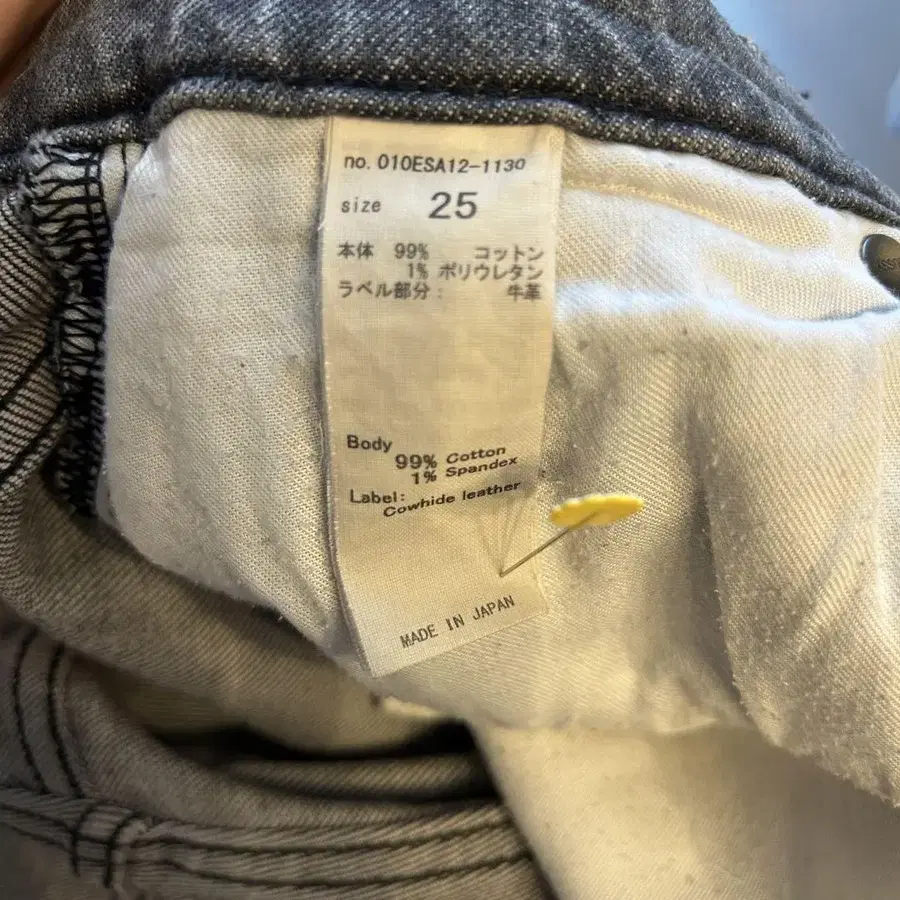 no. 010ESA12-1130
size 25
本体 99% コットン
1% ポリウレタン
ラベル部分: 牛革
Body
99% Cotton
1% Spandex
Label:
Cowhide leather
MADE IN JAPAN